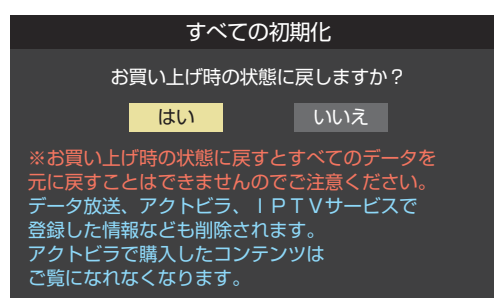 すべての初期化
お買い上げ時の状態に戻しますか？
はい いいえ
※お買い上げ時の状態に戻すとすべてのデータを
元に戻すことはできませんのでご注意ください。
データ放送、アクトビラ、ＩＰＴＶサービスで
登録した情報なども削除されます。
アクトビラで購入したコンテンツは
ご覧になれなくなります。